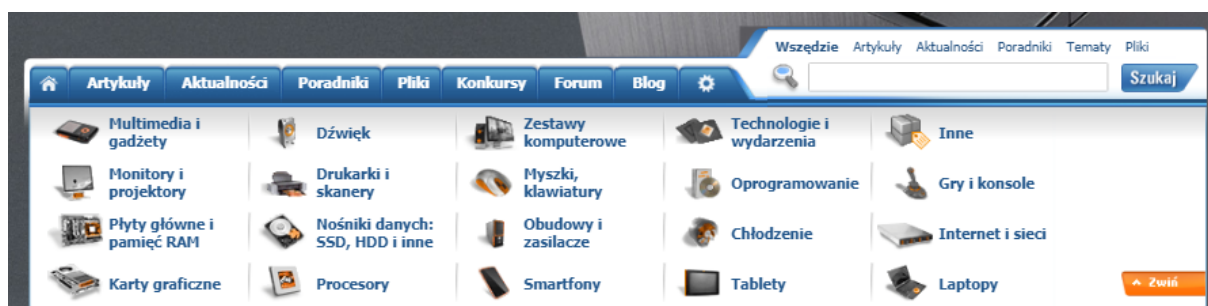 Wszędzie Artykuły Aktualności Poradniki Tematy Pliki
Artykuły Aktualności Poradniki Pliki Konkursy Forum Blog Szukaj
Multimedia i
gadżety
Dźwięk
Zestawy
komputerowe
Technologie i
wydarzenia
Inne
Monitory i
projektory
Drukarki i
skanery
Myszki,
klawiatury
Oprogramowanie
Gry i konsole
Płyty główne i
pamięć RAM
Nośniki danych:
SSD, HDD i inne
Obudowy i
zasilacze
Chłodzenie
Internet i sieci
Karty graficzne
Procesory
Smartfony
Tablety
Laptopy
Zwiń